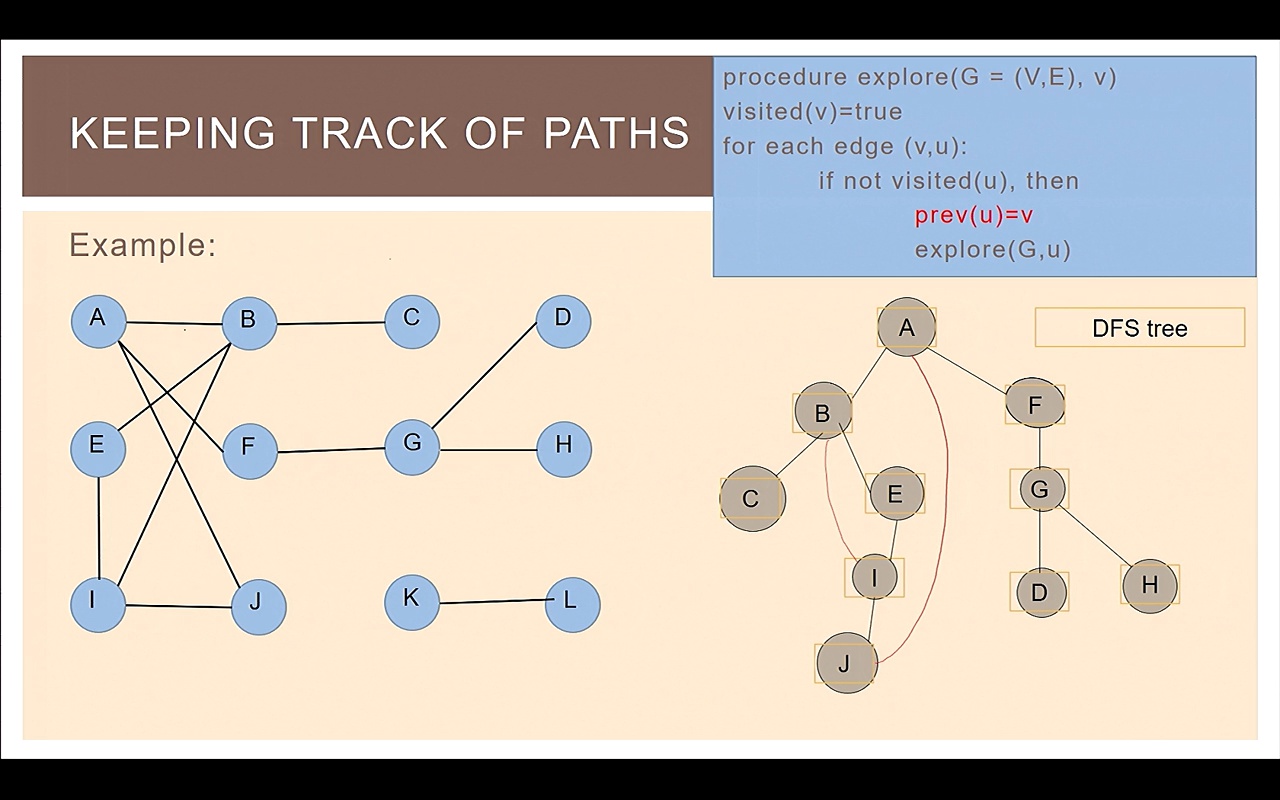 KEEPING TRACK OF PATHS
procedure explore(G = (V,E), v)
visited(v)=true
for each edge (v,u):
if not visited(u), then
prev(u)=v
explore(G,u)
Example:
A B C D
E F G H
I J K L
DFS tree
A
B F
C E G
I D H
J